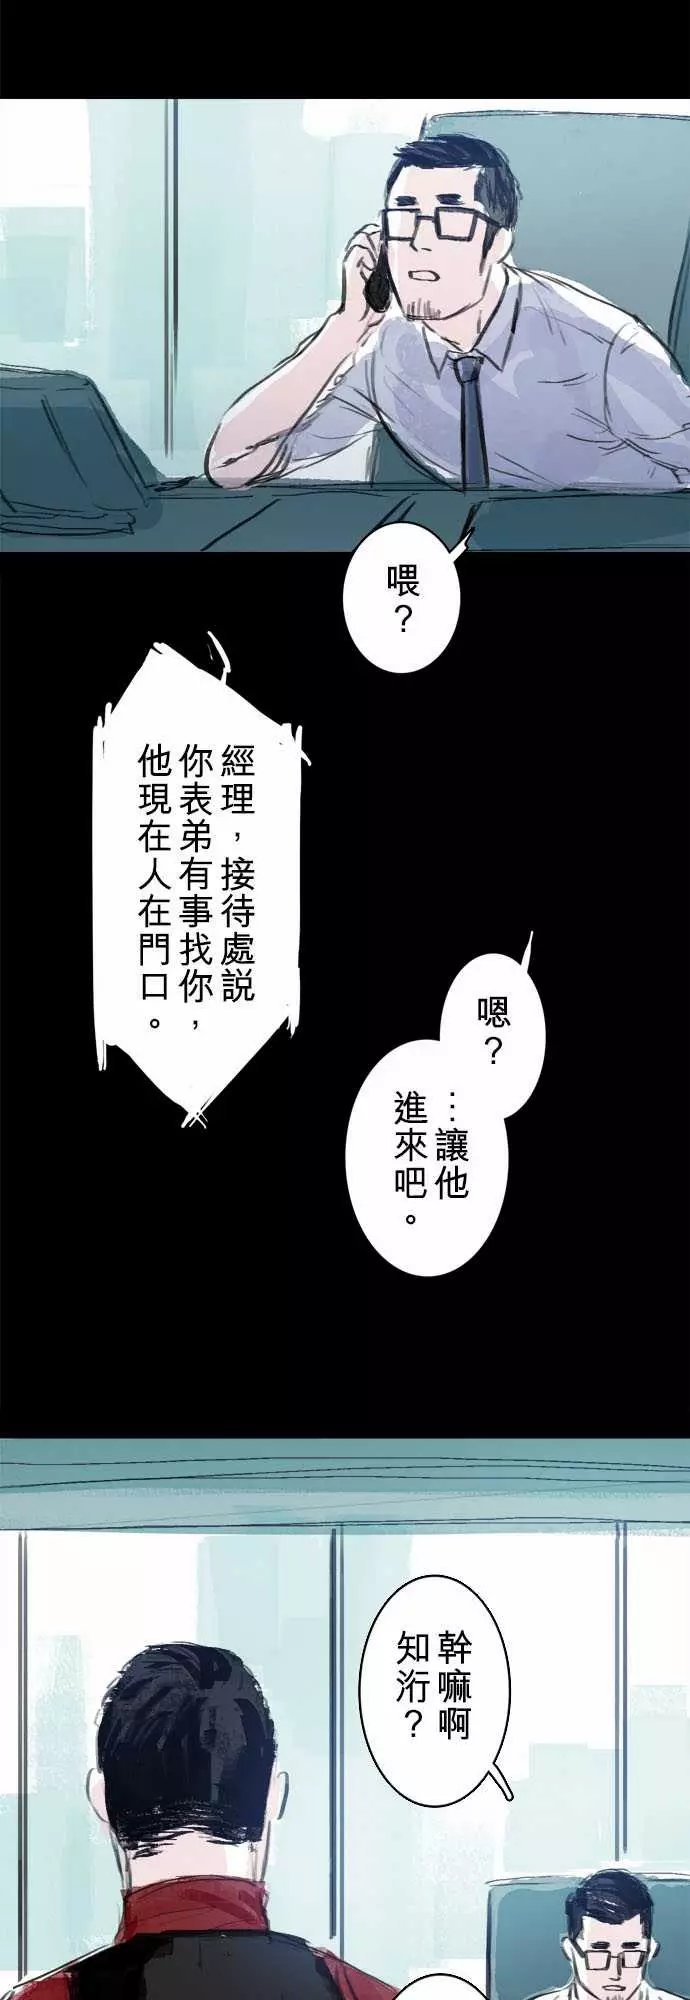 喂？
經理，接待處說
你表弟有事找你，
他現在人在門口。
嗯？
…讓他
進來吧。
幹嘛啊
知洐？